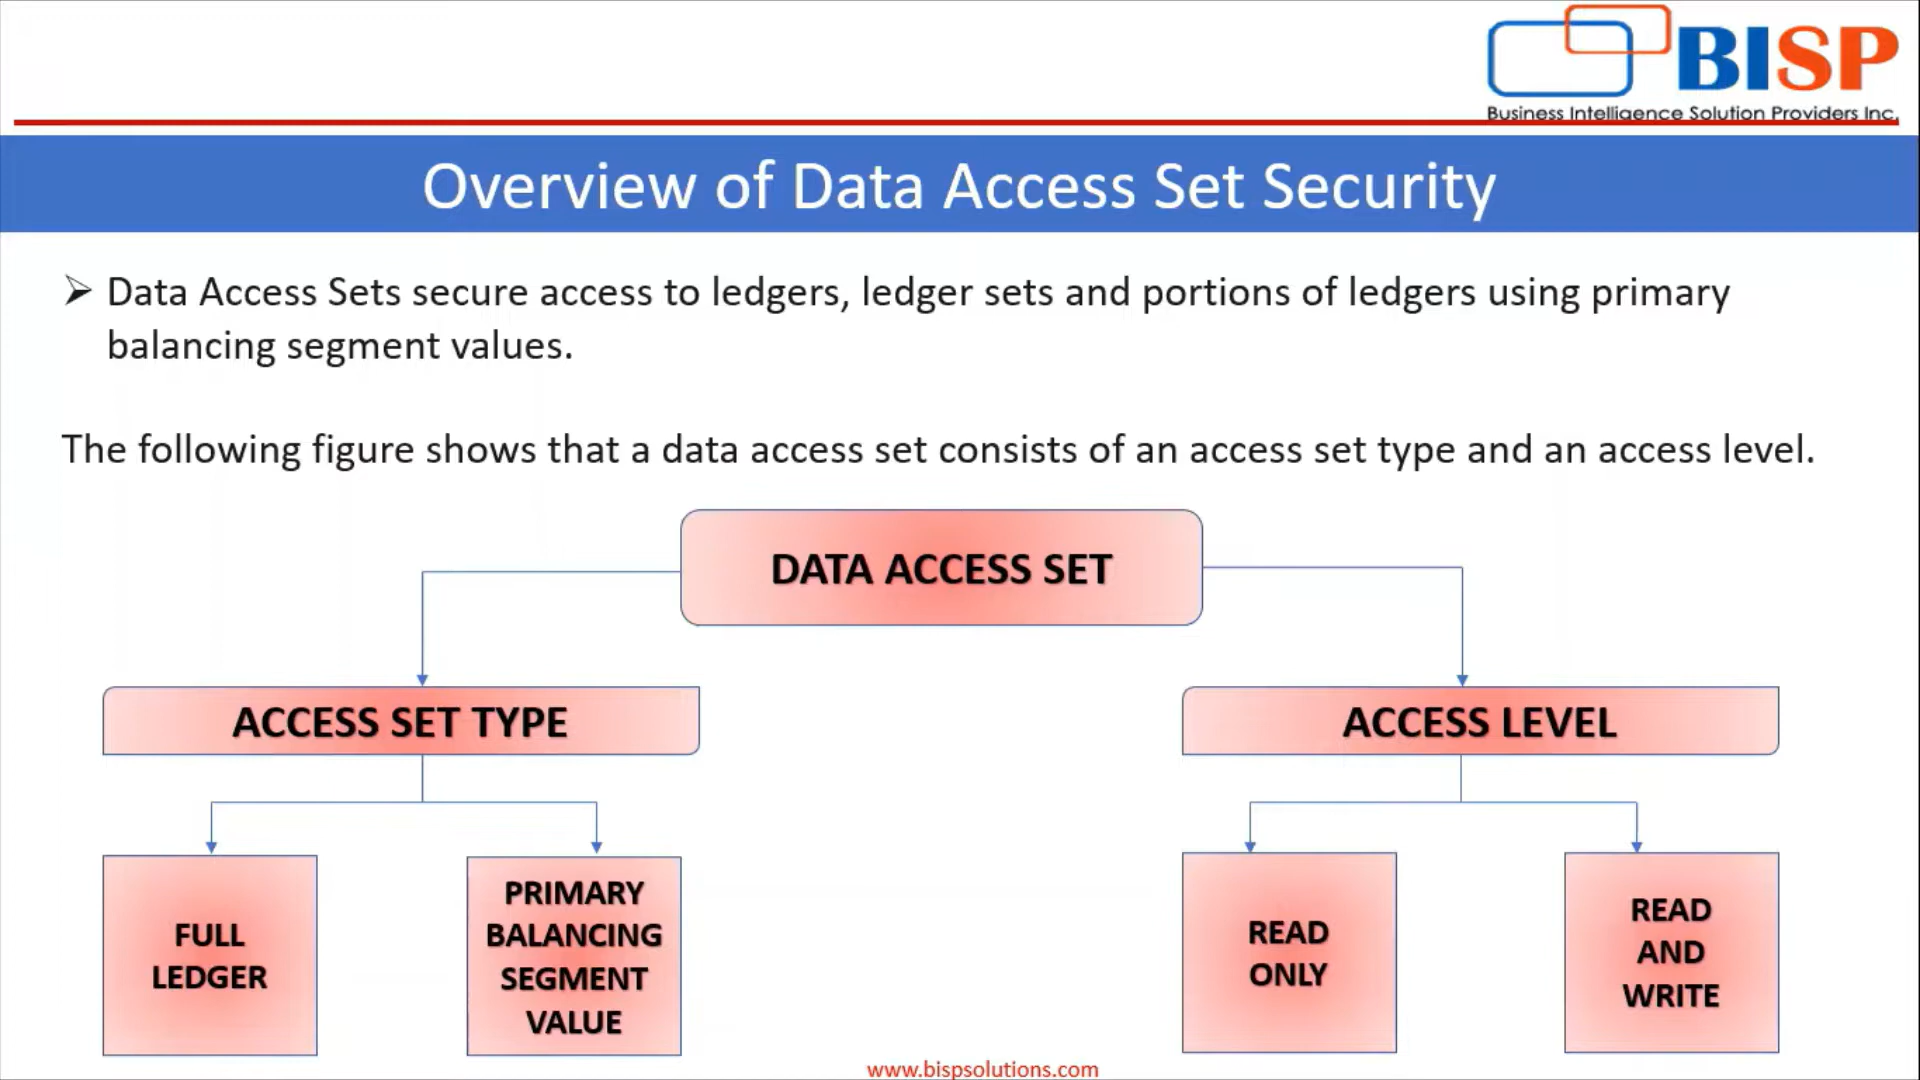 BISP
Business Intelligence Solution Providers Inc.
Overview of Data Access Set Security
➢ Data Access Sets secure access to ledgers, ledger sets and portions of ledgers using primary
balancing segment values.
The following figure shows that a data access set consists of an access set type and an access level.
DATA ACCESS SET
ACCESS SET TYPE
ACCESS LEVEL
FULL
LEDGER
PRIMARY
BALANCING
SEGMENT
VALUE
READ
ONLY
READ
AND
WRITE
www.bispsolutions.com